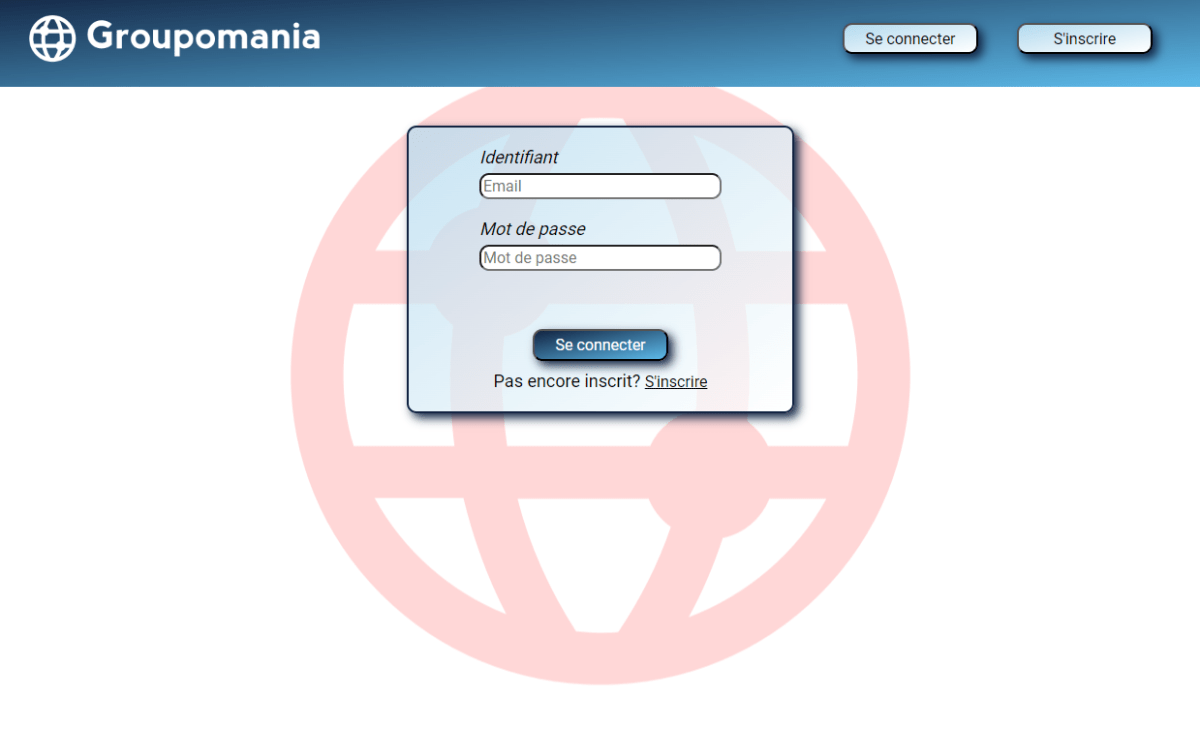 Groupomania
Se connecter
S'inscrire
Identifiant
Email
Mot de passe
Mot de passe
Se connecter
Pas encore inscrit? S'inscrire